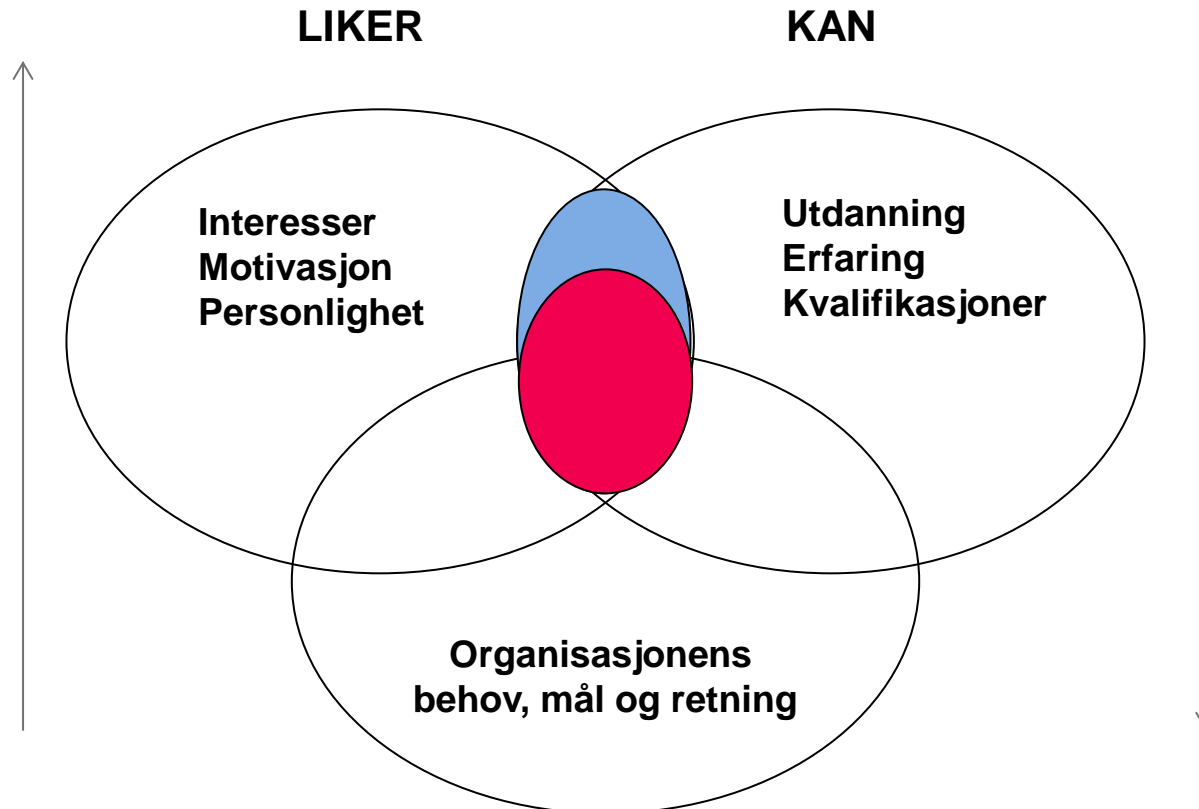 LIKER
KAN
Interesser
Motivasjon
Personlighet
Utdanning
Erfaring
Kvalifikasjoner
Organisasjonens
behov, mål og retning